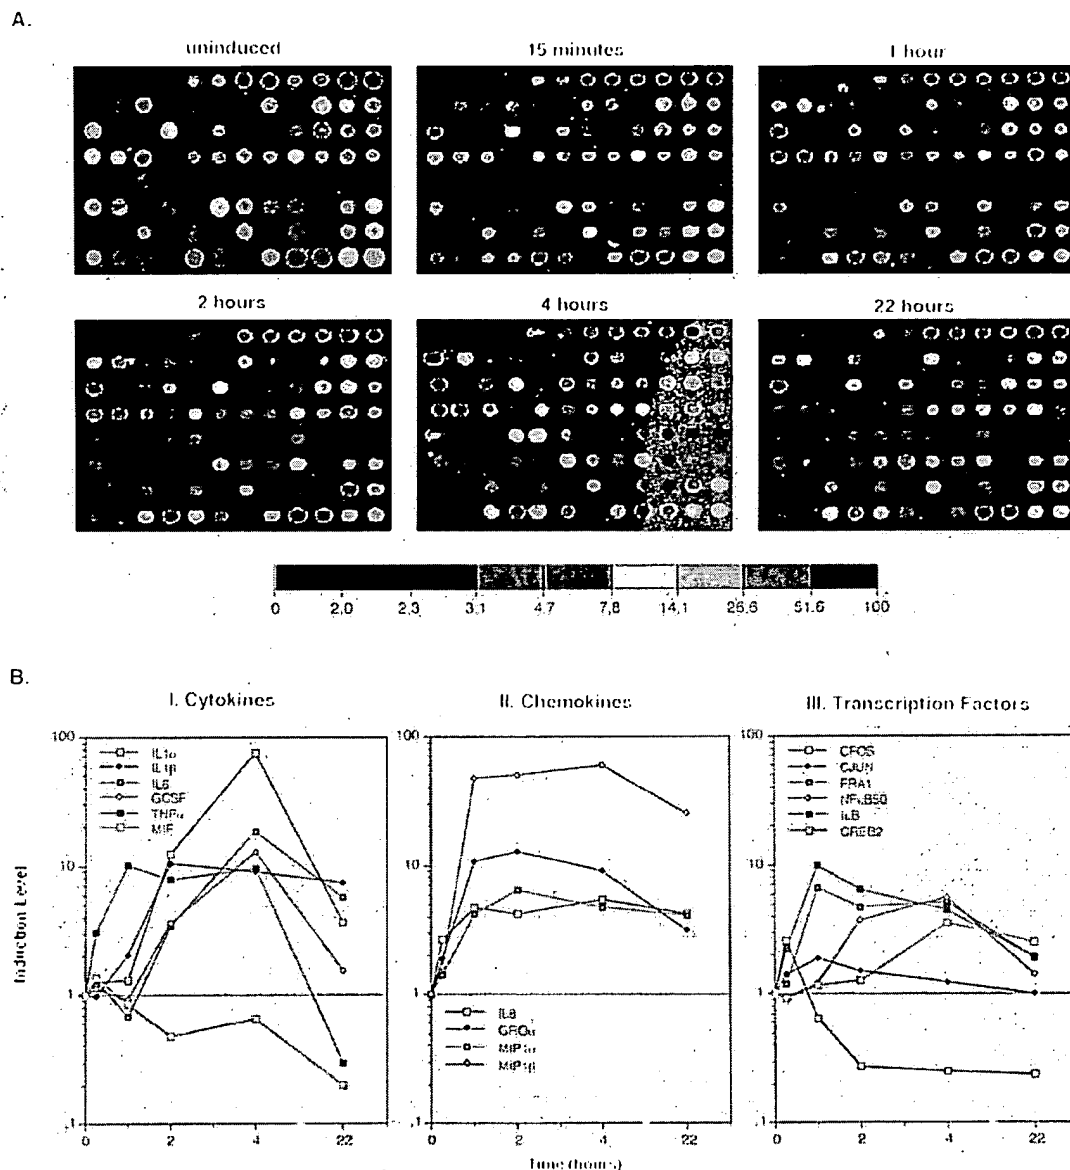 A.
uninduced
15 minutes
1 hour
2 hours
4 hours
22 hours
0 2.0 2.3 3.1 4.7 7.8 14.1 26.6 51.6 100
B.
I. Cytokines
II. Chemokines
III. Transcription Factors
Induction Level
100
10
1
.1
IL1α
IL1β
IL6
GCSF
TNFα
MIF
0 2 4 22
100
10
1
.1
IL8
GROα
MIP1α
MIP1β
0 2 4 22
100
10
1
.1
CFOS
CJUN
FRA1
NFκB50
IκB
CREB2
0 2 4 22
Time (hours)